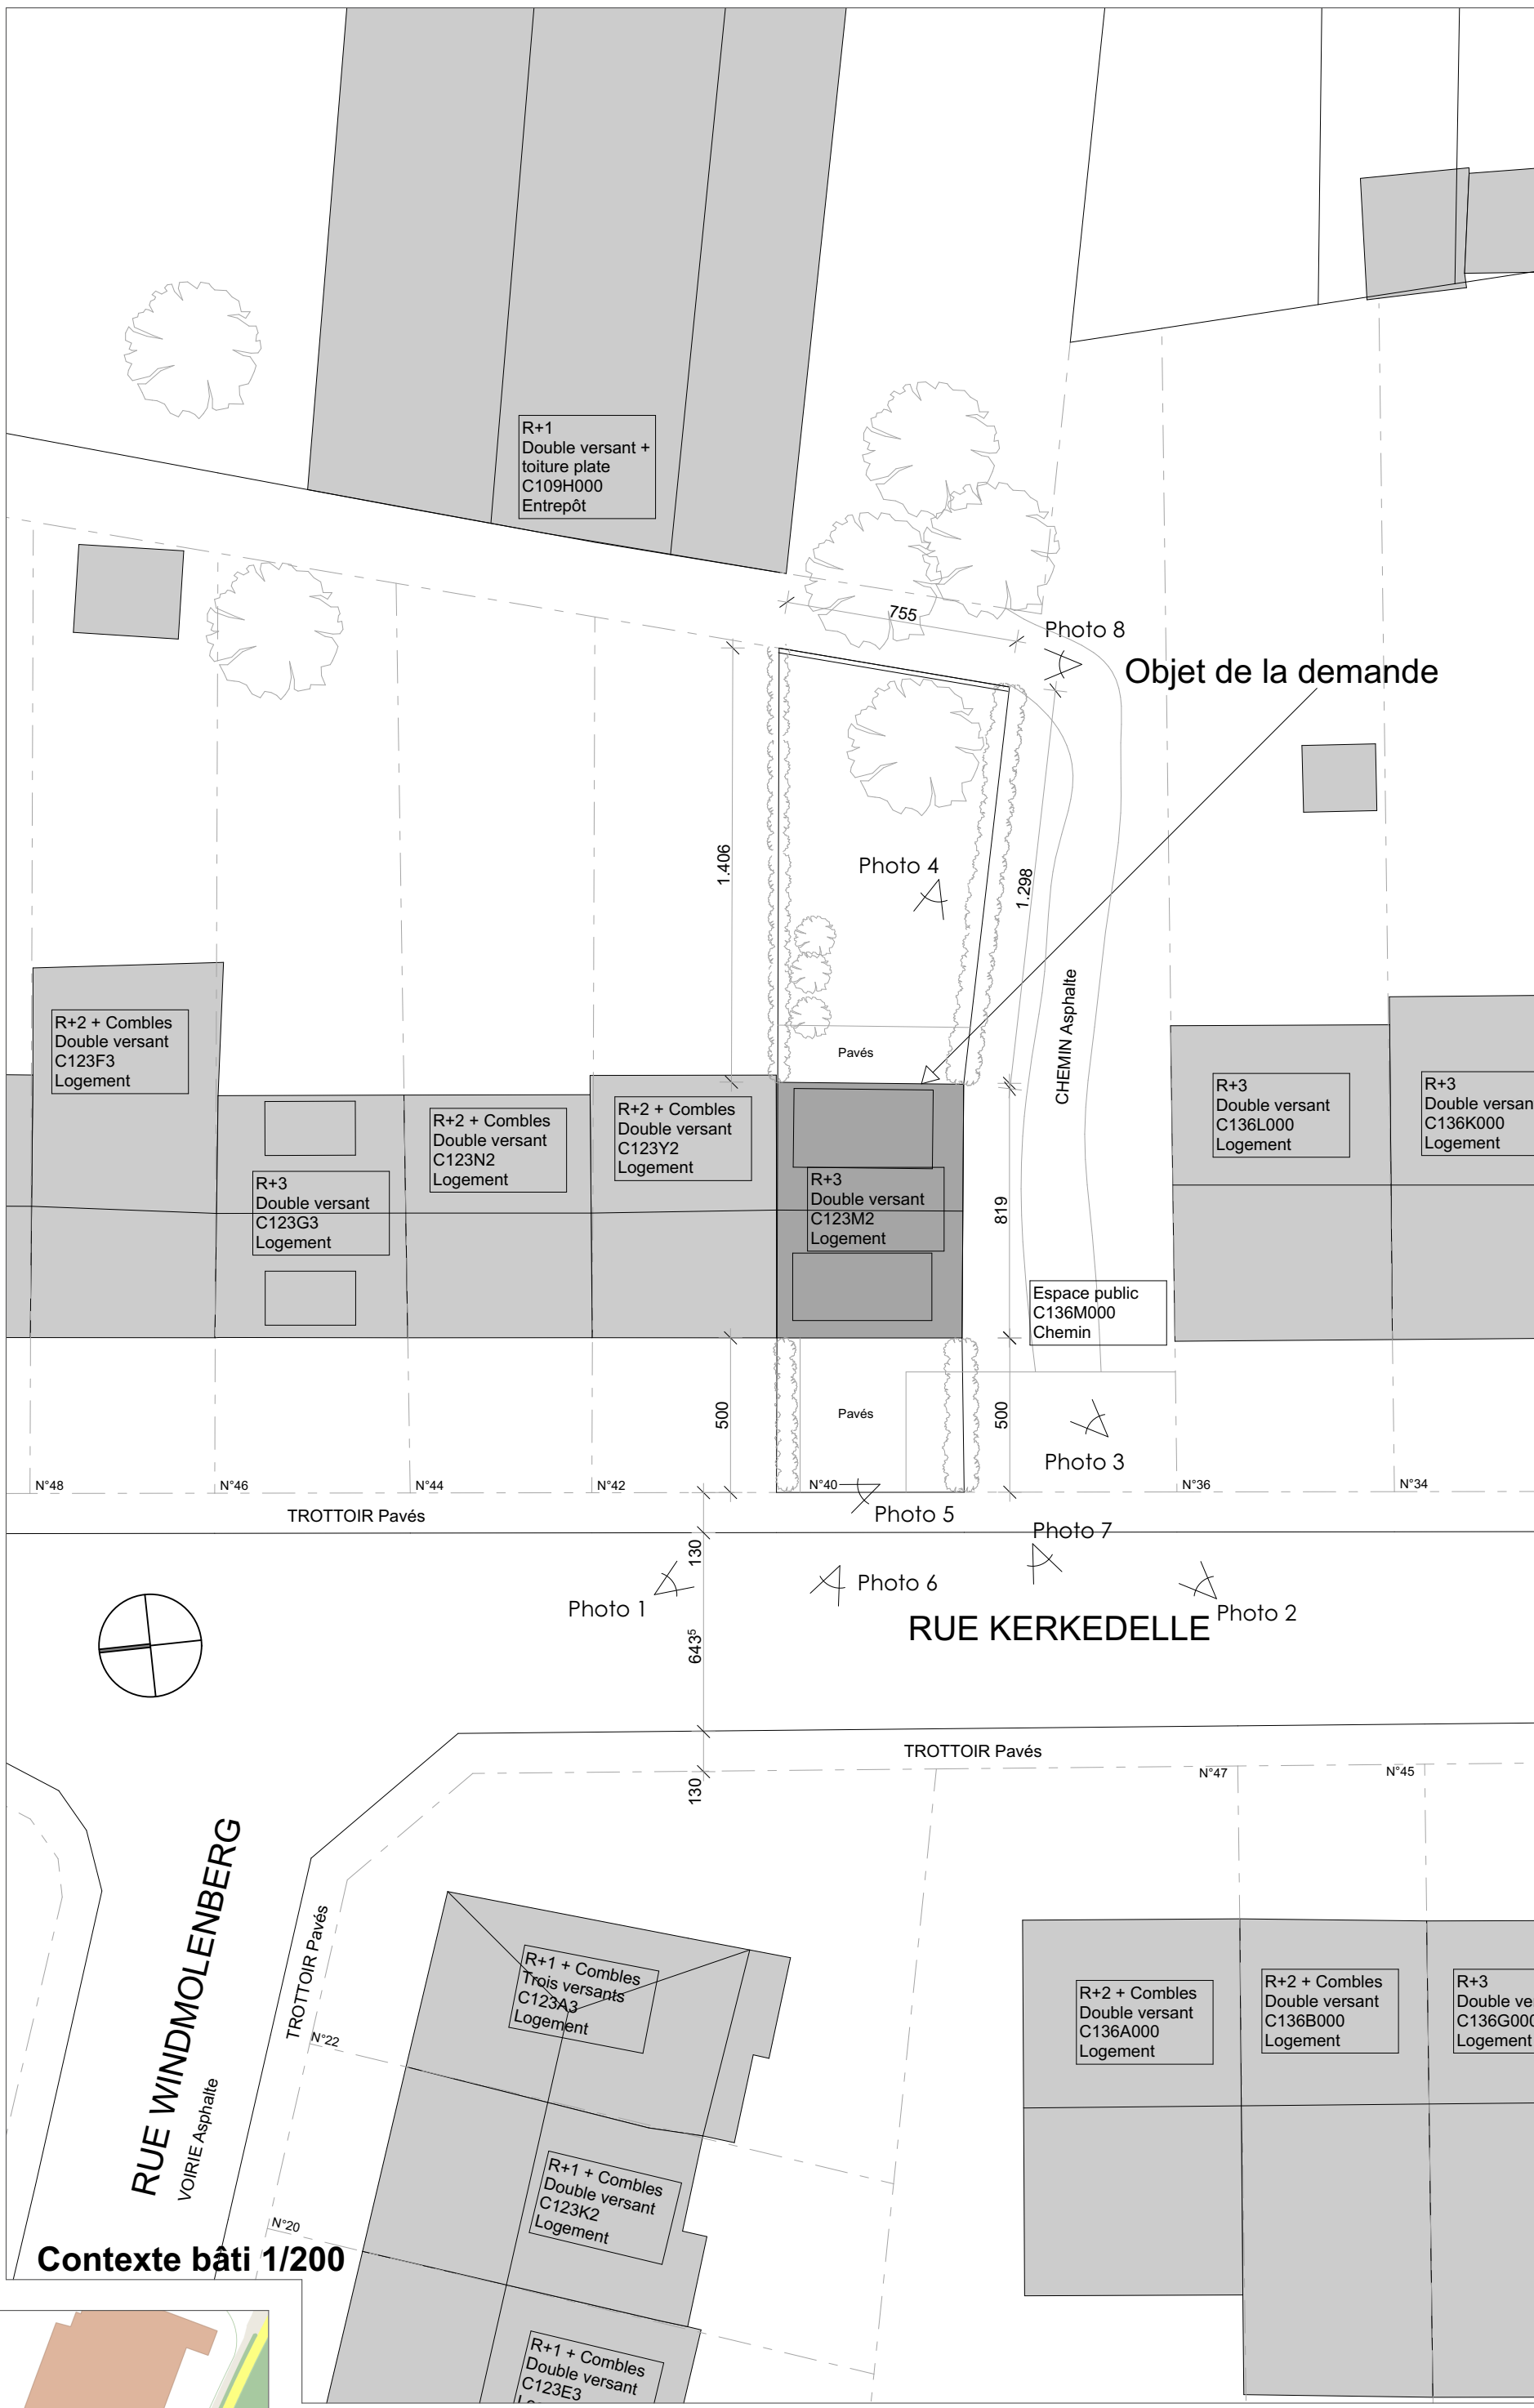 R+1
Double versant +
toiture plate
C109H000
Entrepôt
755
Photo 8
Objet de la demande
1.406
Photo 4
1.298
CHEMIN Asphalte
Pavés
R+2 + Combles
Double versant
C123F3
Logement
R+3
Double versant
C123G3
Logement
R+2 + Combles
Double versant
C123N2
Logement
R+2 + Combles
Double versant
C123Y2
Logement
R+3
Double versant
C123M2
Logement
819
R+3
Double versant
C136L000
Logement
R+3
Double versan
C136K000
Logement
Espace public
C136M000
Chemin
500
Pavés
500
Photo 3
N°48
N°46
N°44
N°42
N°40
N°36
N°34
TROTTOIR Pavés
Photo 5
130
Photo 7
Photo 1
Photo 6
Photo 2
RUE KERKEDELLE
643⁵
TROTTOIR Pavés
130
N°47
N°45
RUE WINDMOLENBERG
VOIRIE Asphalte
TROTTOIR Pavés
N°22
R+1 + Combles
Trois versants
C123A3
Logement
R+2 + Combles
Double versant
C136A000
Logement
R+2 + Combles
Double versant
C136B000
Logement
R+3
Double ve
C136G000
Logement
R+1 + Combles
Double versant
C123K2
Logement
N°20
Contexte bâti 1/200
R+1 + Combles
Double versant
C123E3